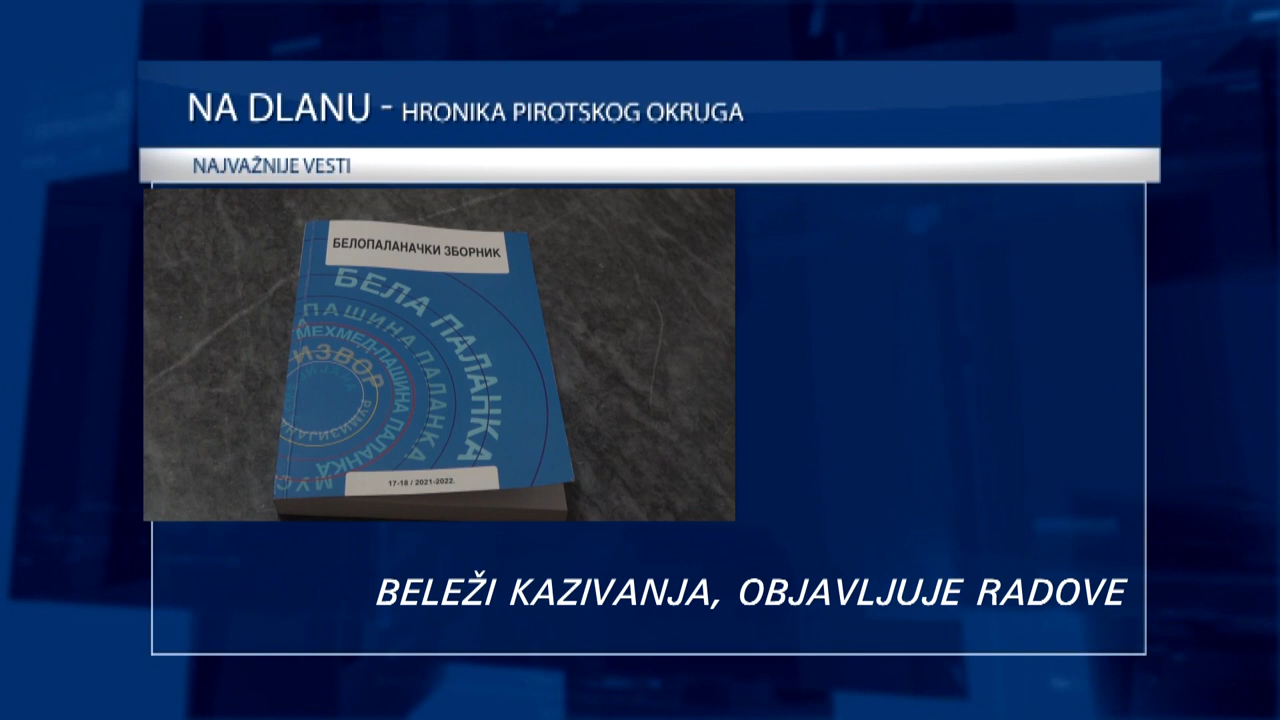 NA DLANU - HRONIKA PIROTSKOG OKRUGA
NAJVAŽNIJE VESTI
БЕЛОПАЛАНАЧКИ ЗБОРНИК
БЕЛА ПАЛАНКА
ПАШИНА ПАЛАНКА
МЕХМЕД-ПАШИНА ПАЛАНКА
ИЗВОР
17-18 / 2021-2022.
BELEŽI KAZIVANJA, OBJAVLJUJE RADOVE